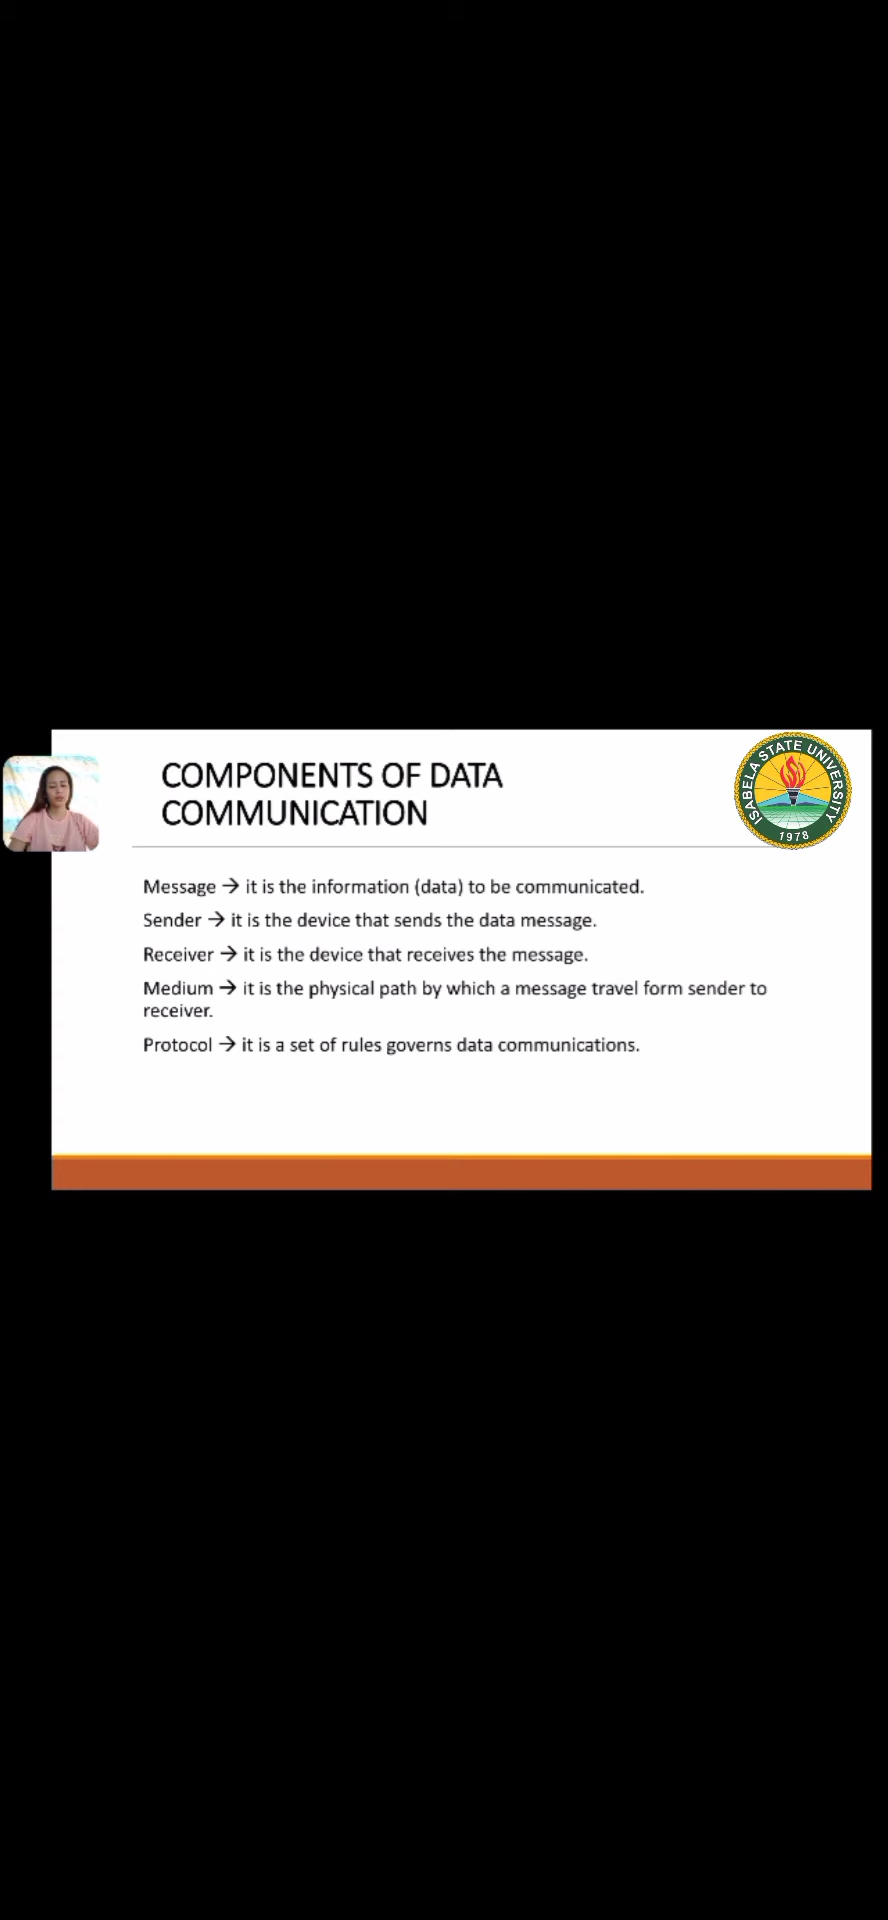 COMPONENTS OF DATA
COMMUNICATION
ISABELA STATE UNIVERSITY
1978
Message → it is the information (data) to be communicated.
Sender → it is the device that sends the data message.
Receiver → it is the device that receives the message.
Medium → it is the physical path by which a message travel form sender to
receiver.
Protocol → it is a set of rules governs data communications.